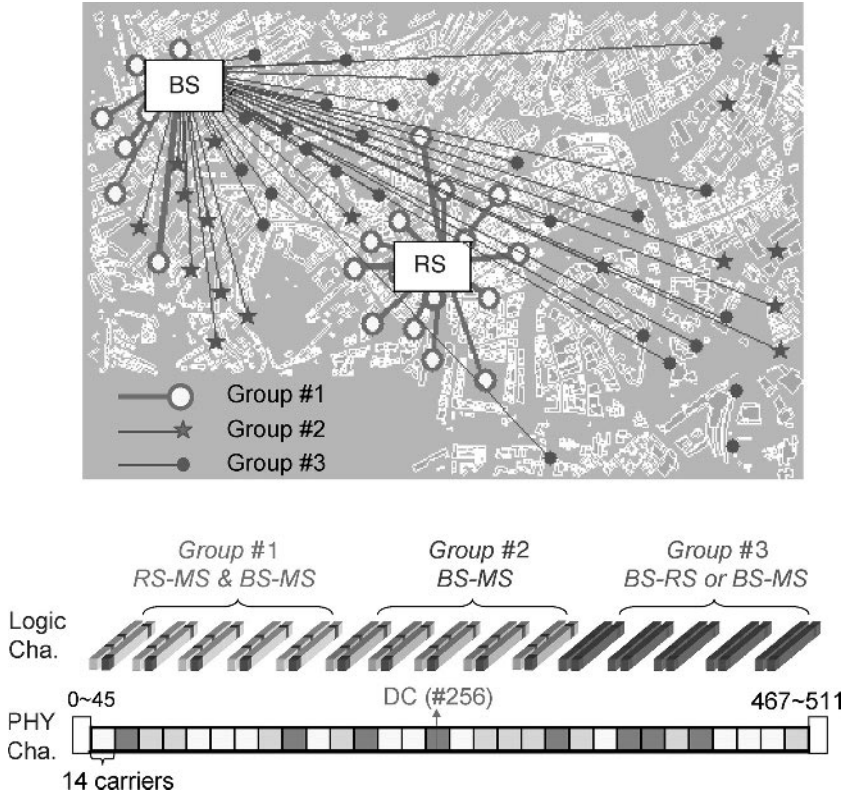 BS
RS
Group #1
Group #2
Group #3
Group #1
RS-MS & BS-MS
Group #2
BS-MS
Group #3
BS-RS or BS-MS
Logic
Cha.
0~45
DC (#256)
467~511
PHY
Cha.
14 carriers